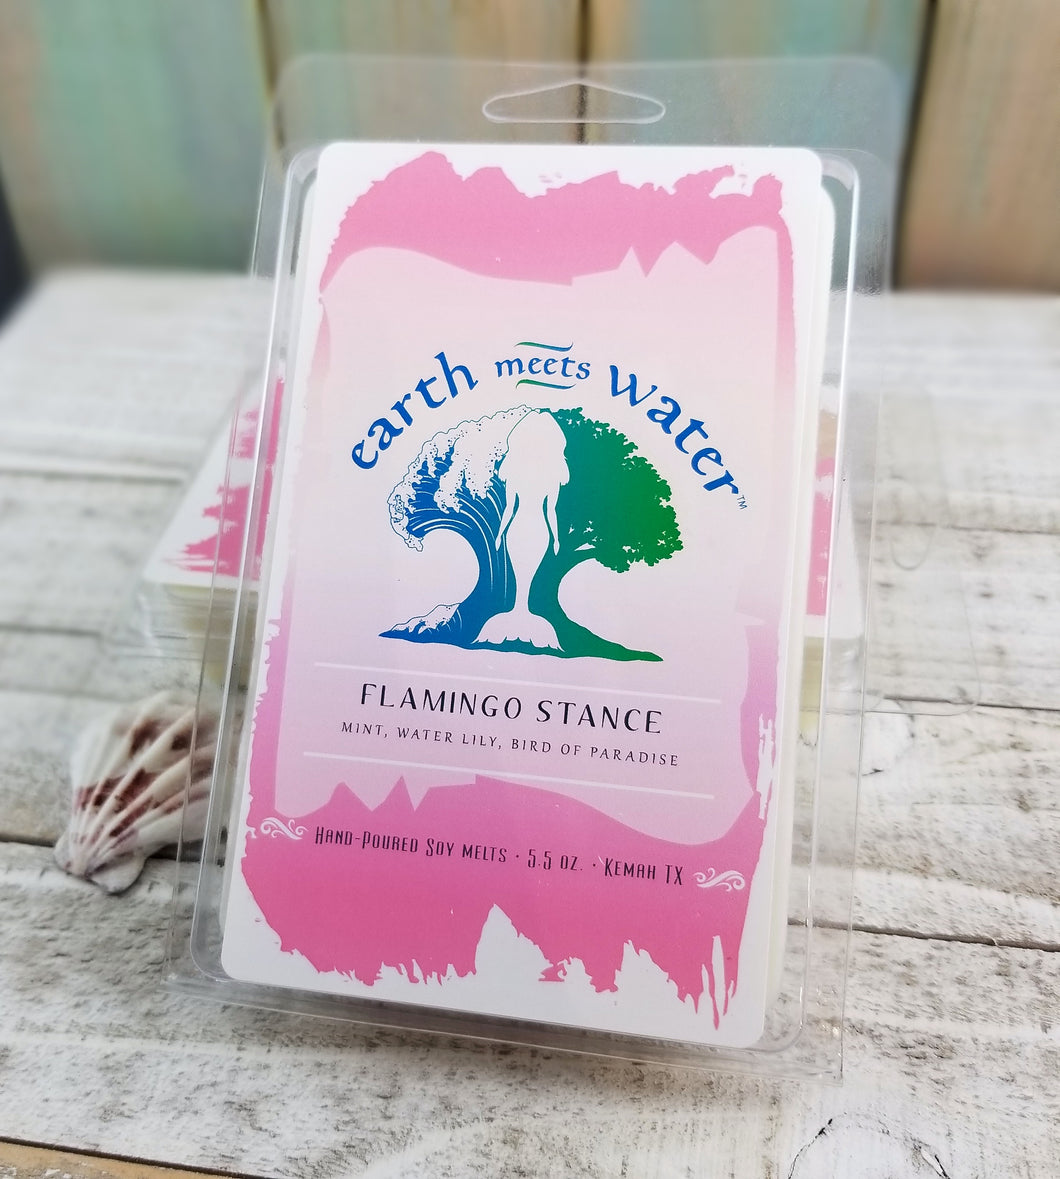 earth meets water™
FLAMINGO STANCE
MINT, WATER LILY, BIRD OF PARADISE
HAND-POURED SOY MELTS · 5.5 OZ. · KEMAH TX